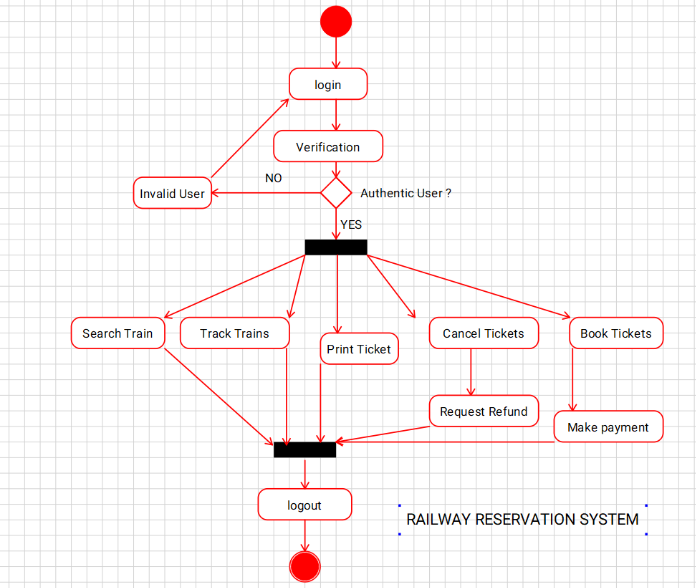 login
Verification
NO
Invalid User
Authentic User ?
YES
Search Train
Track Trains
Print Ticket
Cancel Tickets
Book Tickets
Request Refund
Make payment
logout
RAILWAY RESERVATION SYSTEM